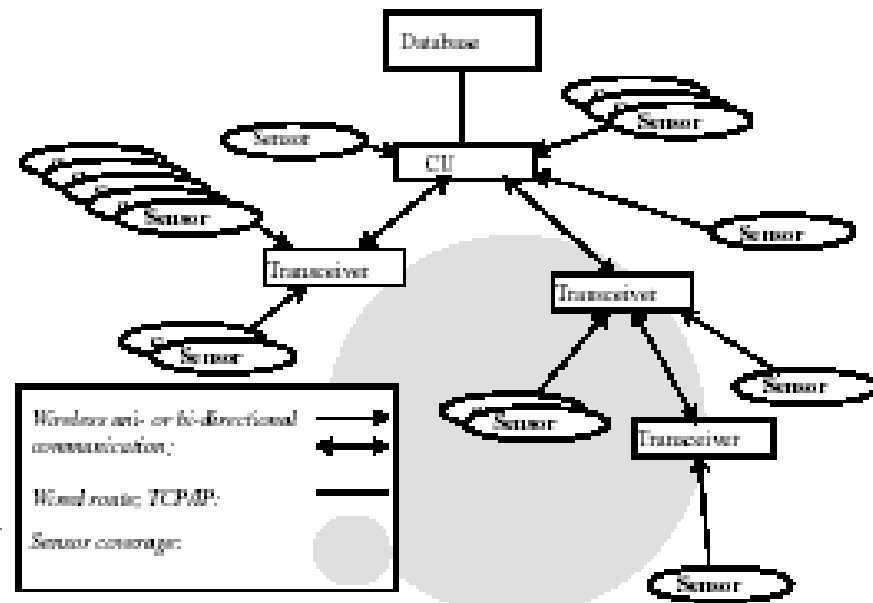 Database
Sensor
Sensor
CU
Sensor
Sensor
Transceiver
Transceiver
Sensor
Sensor
Sensor
Transceiver
Sensor
Wireless uni- or bi-directional
communication;
Wired route; TCP/IP:
Sensor coverage:
Sensor